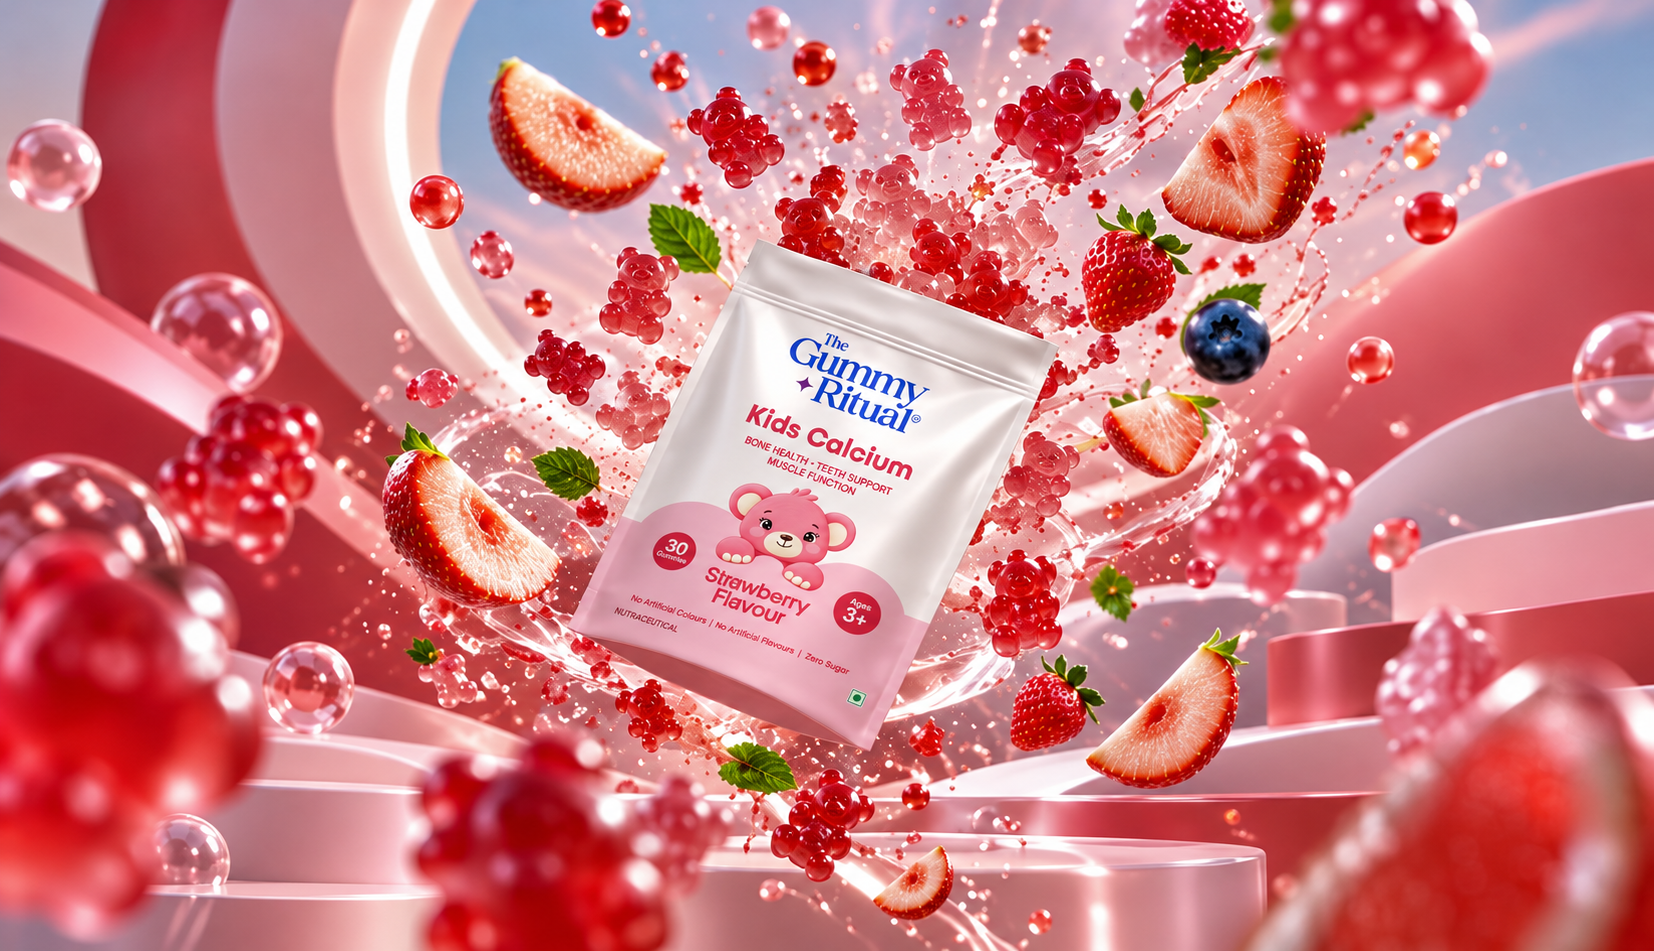 The
Gummy
Ritual®
Kids Calcium
BONE HEALTH • TEETH SUPPORT
MUSCLE FUNCTION
30
Gummies
Strawberry
Flavour
Ages
3+
No Artificial Colours | No Artificial Flavours | Zero Sugar
NUTRACEUTICAL